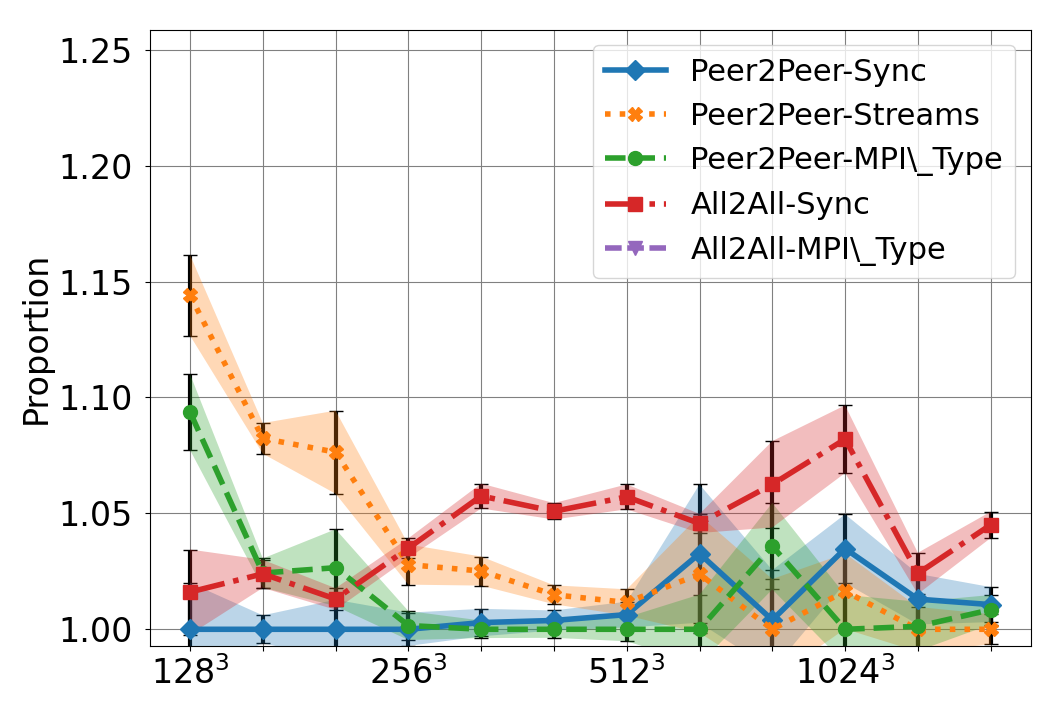 1.25
1.20
1.15
1.10
1.05
1.00
Proportion
128³
256³
512³
1024³
Peer2Peer-Sync
Peer2Peer-Streams
Peer2Peer-MPI\_Type
All2All-Sync
All2All-MPI\_Type